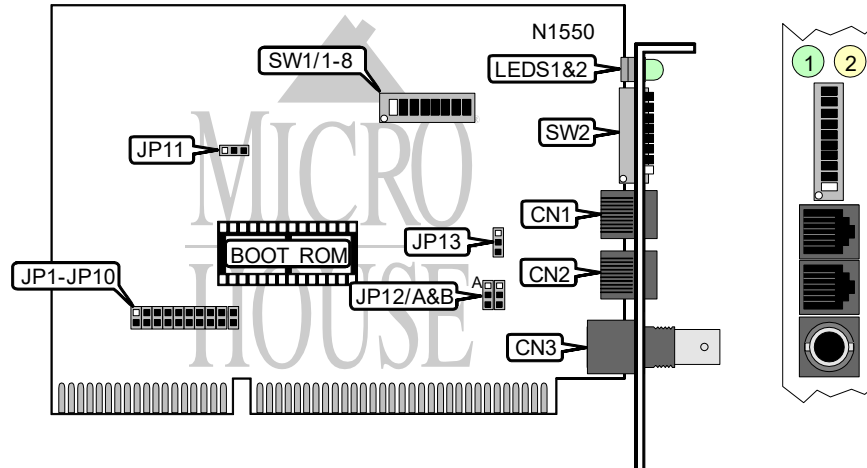 N1550
SW1/1-8
LEDS1&2
1 2
SW2
JP11
MICRO
CN1
BOOT ROM
JP13
JP1-JP10
CN2
A
JP12/A&B
HOUSE
CN3